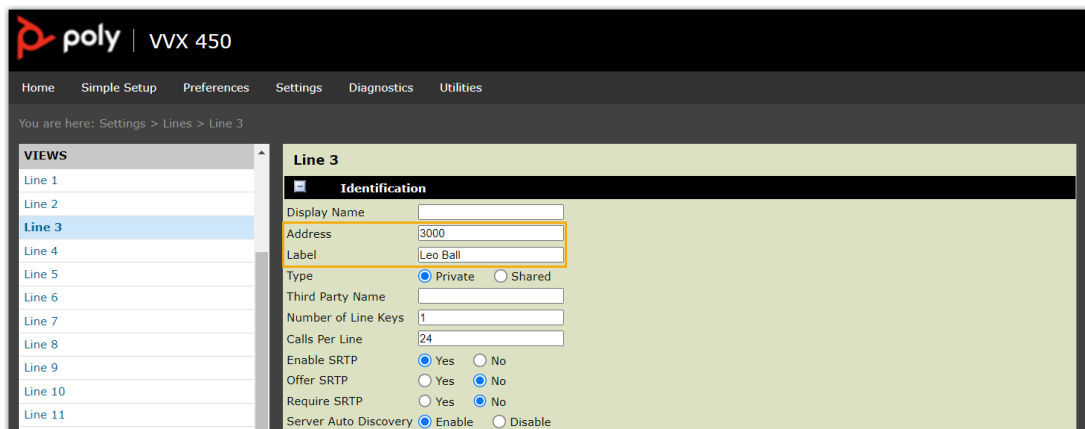 poly | VVX 450
Home Simple Setup Preferences Settings Diagnostics Utilities
You are here: Settings > Lines > Line 3
VIEWS
Line 1
Line 2
Line 3
Line 4
Line 5
Line 6
Line 7
Line 8
Line 9
Line 10
Line 11
Line 3
Identification
Display Name
Address 3000
Label Leo Ball
Type Private Shared
Third Party Name
Number of Line Keys 1
Calls Per Line 24
Enable SRTP Yes No
Offer SRTP Yes No
Require SRTP Yes No
Server Auto Discovery Enable Disable